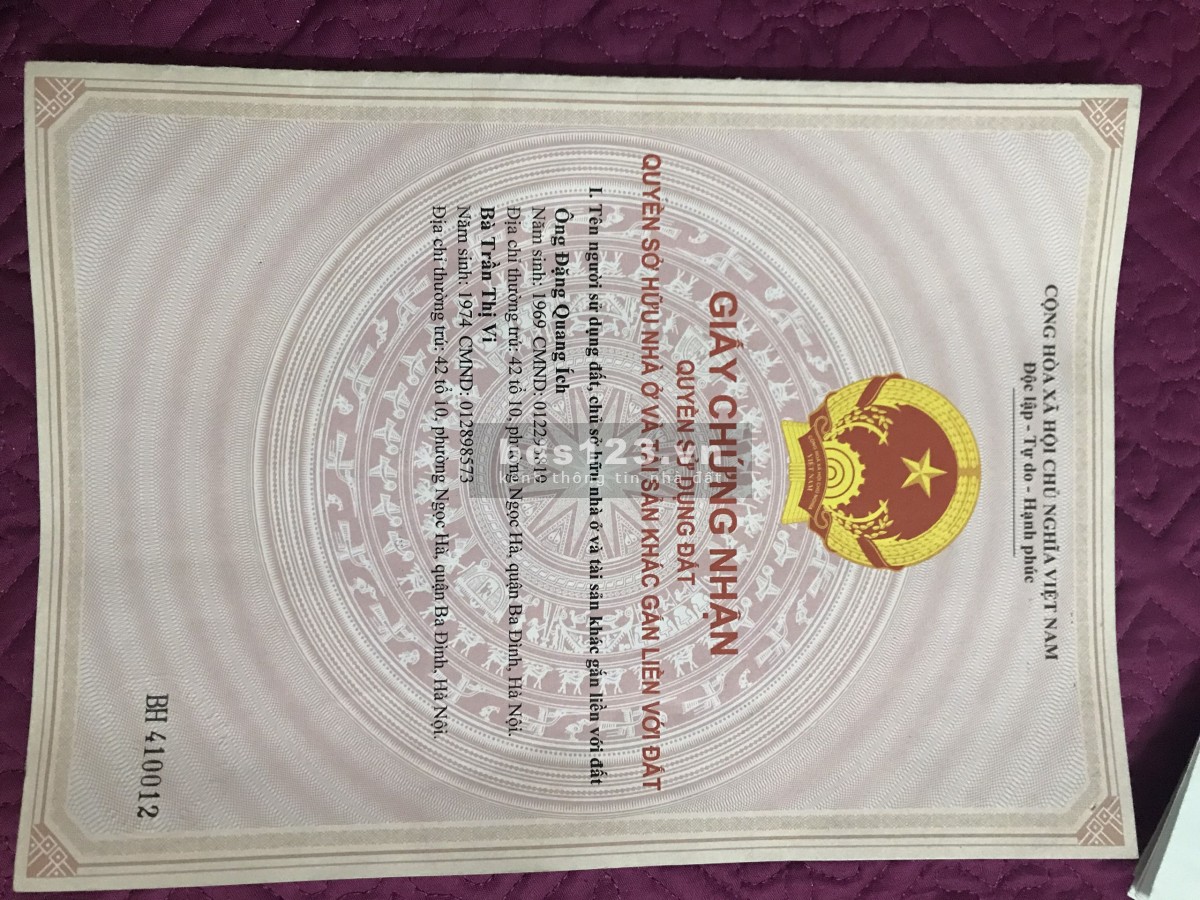 CỘNG HÒA XÃ HỘI CHỦ NGHĨA VIỆT NAM
Độc lập - Tự do - Hạnh phúc
VIỆT NAM
GIẤY CHỨNG NHẬN
QUYỀN SỬ DỤNG ĐẤT
QUYỀN SỞ HỮU NHÀ Ở VÀ TÀI SẢN KHÁC GẮN LIỀN VỚI ĐẤT
I. Tên người sử dụng đất, chủ sở hữu nhà ở và tài sản khác gắn liền với đất
Ông Đặng Quang Ích
Năm sinh: 1969 CMND:
Địa chỉ thường trú: 42 tổ 10, phường Ngọc Hà, quận Ba Đình, Hà Nội.
Bà Trần Thị Vi
Năm sinh: 1974 CMND: 012898573
Địa chỉ thường trú: 42 tổ 10, phường Ngọc Hà, quận Ba Đình, Hà Nội.
BH 410012
bds123.vn
kênh thông tin nhà đất